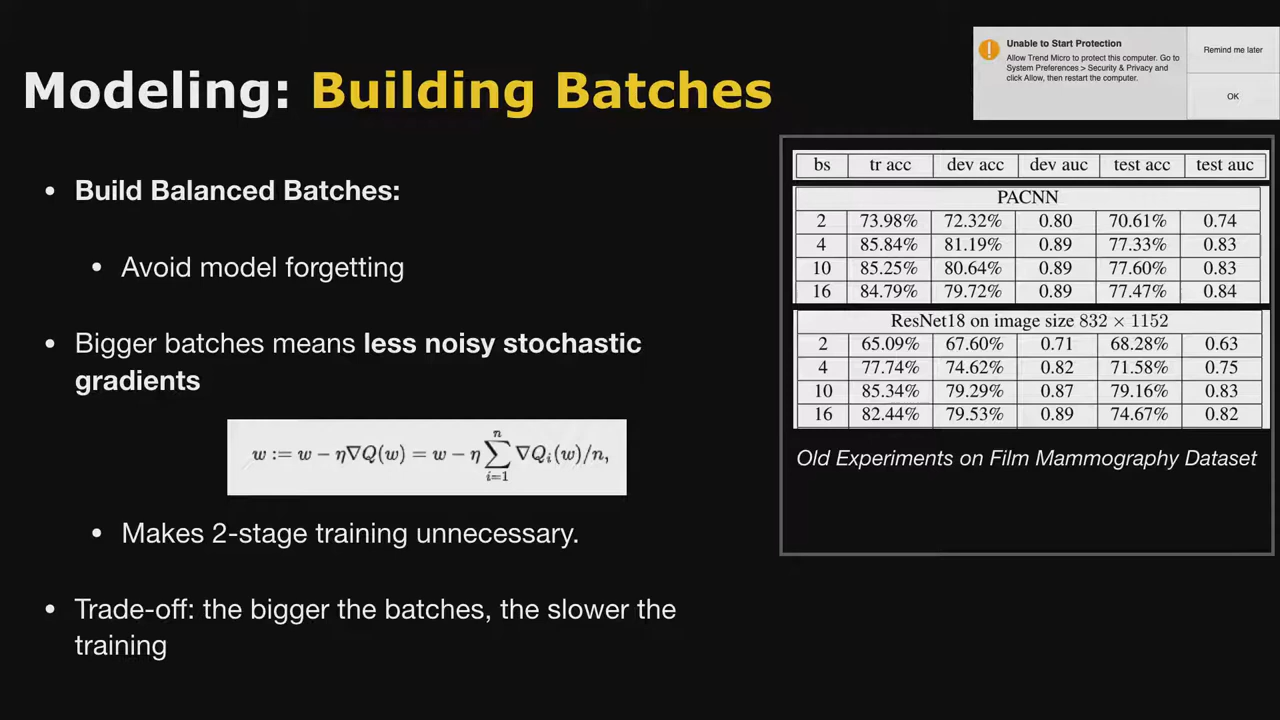 Modeling: Building Batches
Unable to Start Protection
Allow Trend Micro to protect this computer. Go to
System Preferences > Security & Privacy and
click Allow, then restart the computer.
Remind me later
OK
• Build Balanced Batches:
• Avoid model forgetting
• Bigger batches means less noisy stochastic
gradients
w := w − η∇Q(w) = w − η∑ⁿᵢ₌₁ ∇Qᵢ(w)/n,
• Makes 2-stage training unnecessary.
• Trade-off: the bigger the batches, the slower the
training
bs tr acc dev acc dev auc test acc test auc
PACNN
2 73.98% 72.32% 0.80 70.61% 0.74
4 85.84% 81.19% 0.89 77.33% 0.83
10 85.25% 80.64% 0.89 77.60% 0.83
16 84.79% 79.72% 0.89 77.47% 0.84
ResNet18 on image size 832 × 1152
2 65.09% 67.60% 0.71 68.28% 0.63
4 77.74% 74.62% 0.82 71.58% 0.75
10 85.34% 79.29% 0.87 79.16% 0.83
16 82.44% 79.53% 0.89 74.67% 0.82
Old Experiments on Film Mammography Dataset